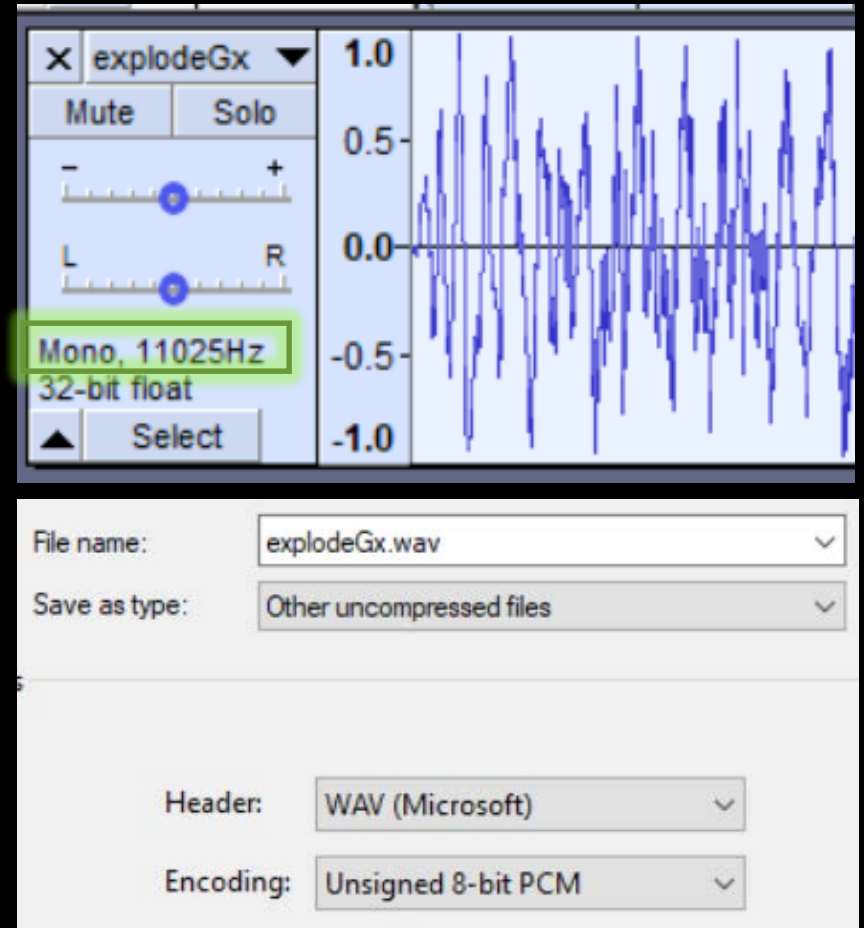 × explodeGx ▼
Mute Solo
- +
L R
Mono, 11025Hz
32-bit float
▲ Select
1.0
0.5-
0.0-
-0.5-
-1.0
File name: explodeGx.wav
Save as type: Other uncompressed files
s
Header: WAV (Microsoft)
Encoding: Unsigned 8-bit PCM